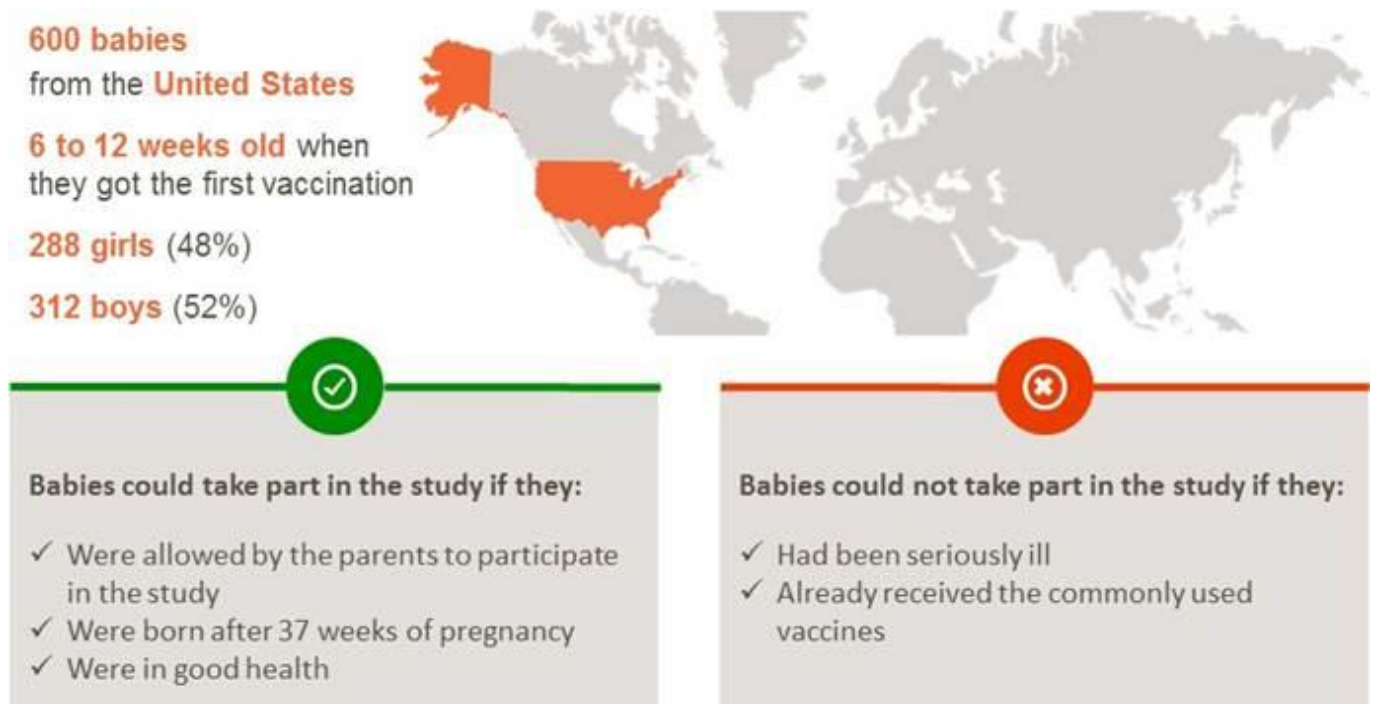 600 babies
from the United States
6 to 12 weeks old when
they got the first vaccination
288 girls (48%)
312 boys (52%)
Babies could take part in the study if they:
✓ Were allowed by the parents to participate
in the study
✓ Were born after 37 weeks of pregnancy
✓ Were in good health
Babies could not take part in the study if they:
✓ Had been seriously ill
✓ Already received the commonly used
vaccines